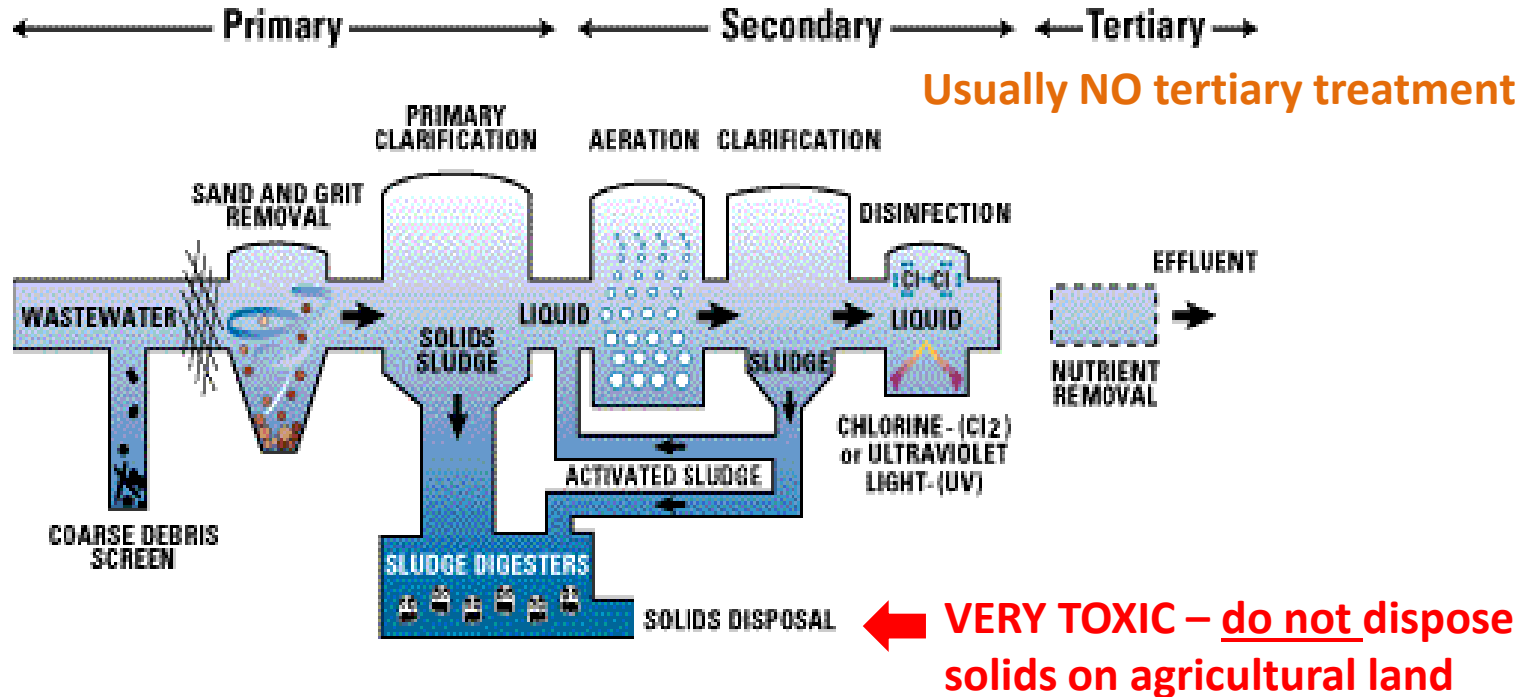 Primary
Secondary
Tertiary
Usually NO tertiary treatment
PRIMARY
CLARIFICATION
AERATION
CLARIFICATION
SAND AND GRIT
REMOVAL
DISINFECTION
Cl-Cl
EFFLUENT
WASTEWATER
LIQUID
LIQUID
SOLIDS
SLUDGE
SLUDGE
NUTRIENT
REMOVAL
CHLORINE-(Cl2)
or ULTRAVIOLET
LIGHT-(UV)
ACTIVATED SLUDGE
COARSE DEBRIS
SCREEN
SLUDGE DIGESTERS
SOLIDS DISPOSAL
VERY TOXIC – do not dispose
solids on agricultural land